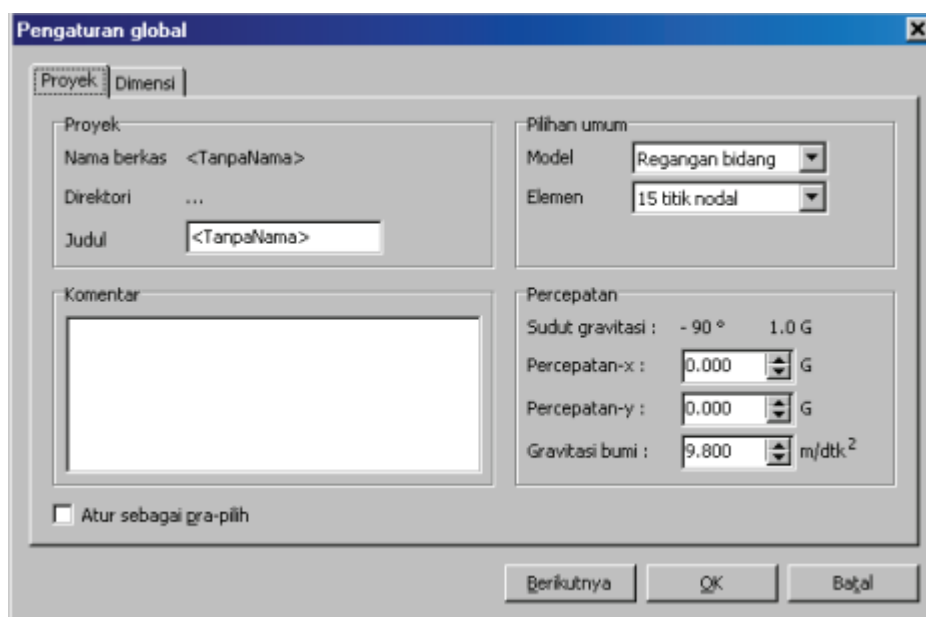 Pengaturan global
Proyek Dimensi
Proyek
Nama berkas <TanpaNama>
Direktori ...
Judul <TanpaNama>
Pilihan umum
Model Regangan bidang
Elemen 15 titik nodal
Komentar
Percepatan
Sudut gravitasi : - 90 ° 1.0 G
Percepatan-x : 0.000 G
Percepatan-y : 0.000 G
Gravitasi bumi : 9.800 m/dtk²
Atur sebagai pra-pilih
Berikutnya OK Batal